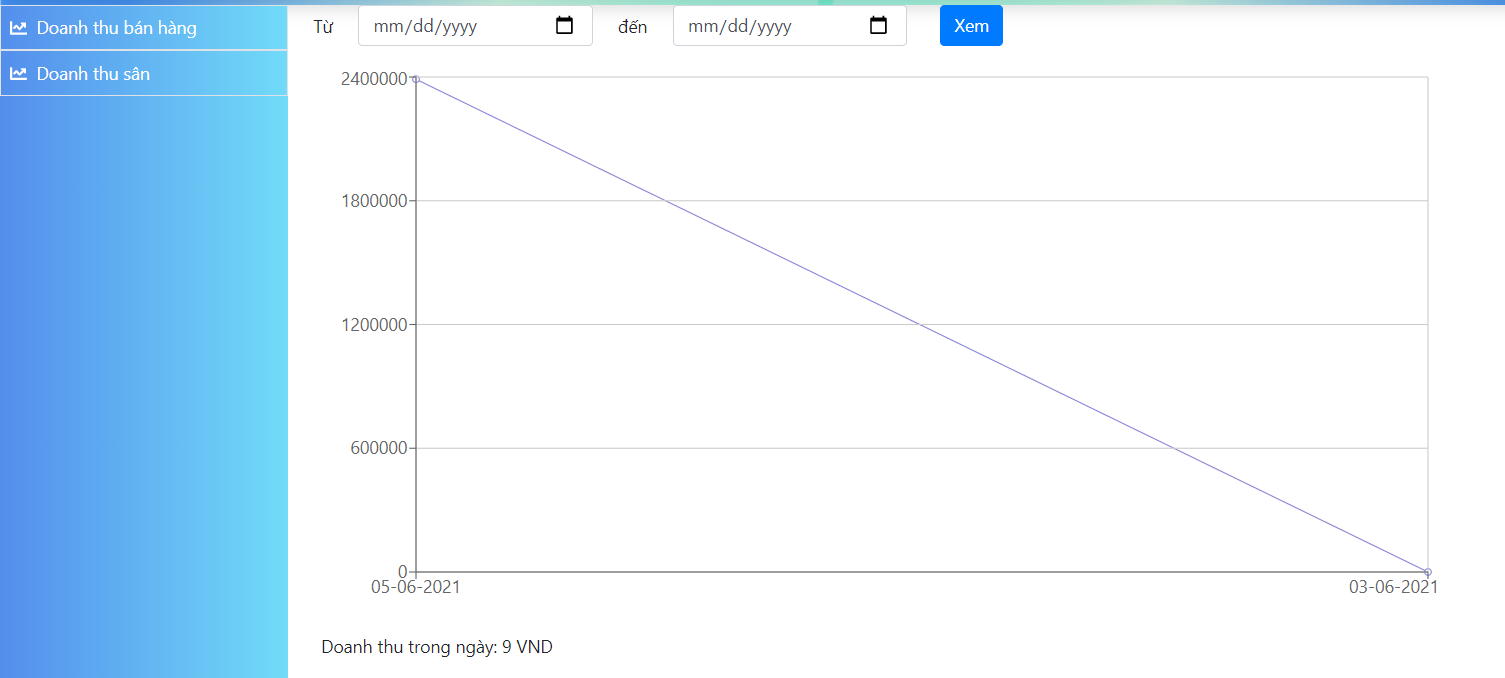 Doanh thu bán hàng
Doanh thu sân
Từ mm/dd/yyyy đến mm/dd/yyyy Xem
2400000
1800000
1200000
600000
0
05-06-2021 03-06-2021
Doanh thu trong ngày: 9 VND